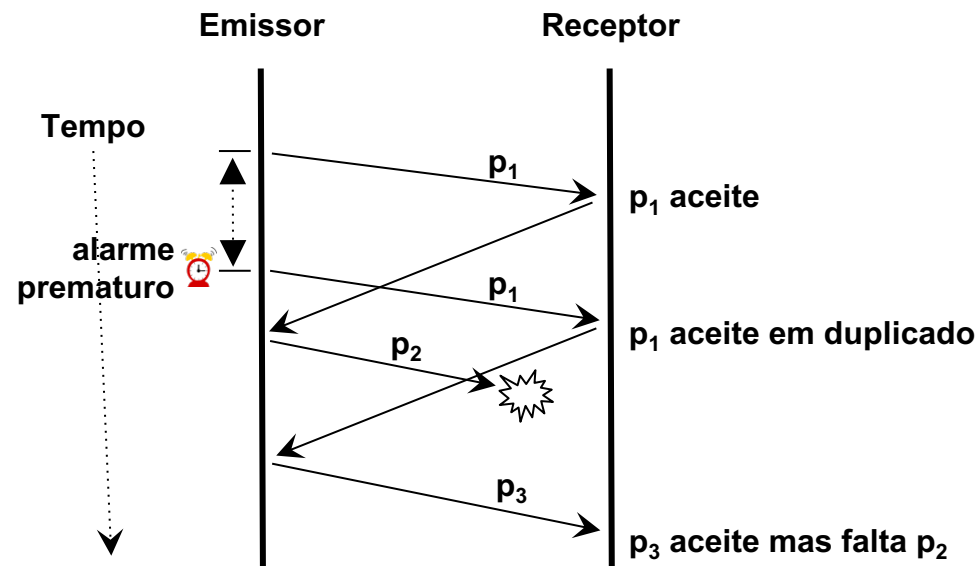 Emissor
Receptor
Tempo
p₁
p₁ aceite
alarme
prematuro
p₁
p₁ aceite em duplicado
p₂
p₃
p₃ aceite mas falta p₂